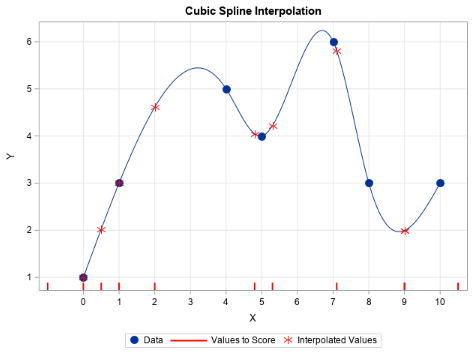 Cubic Spline Interpolation
6
5
4
3
2
1
Y
0 1 2 3 4 5 6 7 8 9 10
X
Data Values to Score Interpolated Values